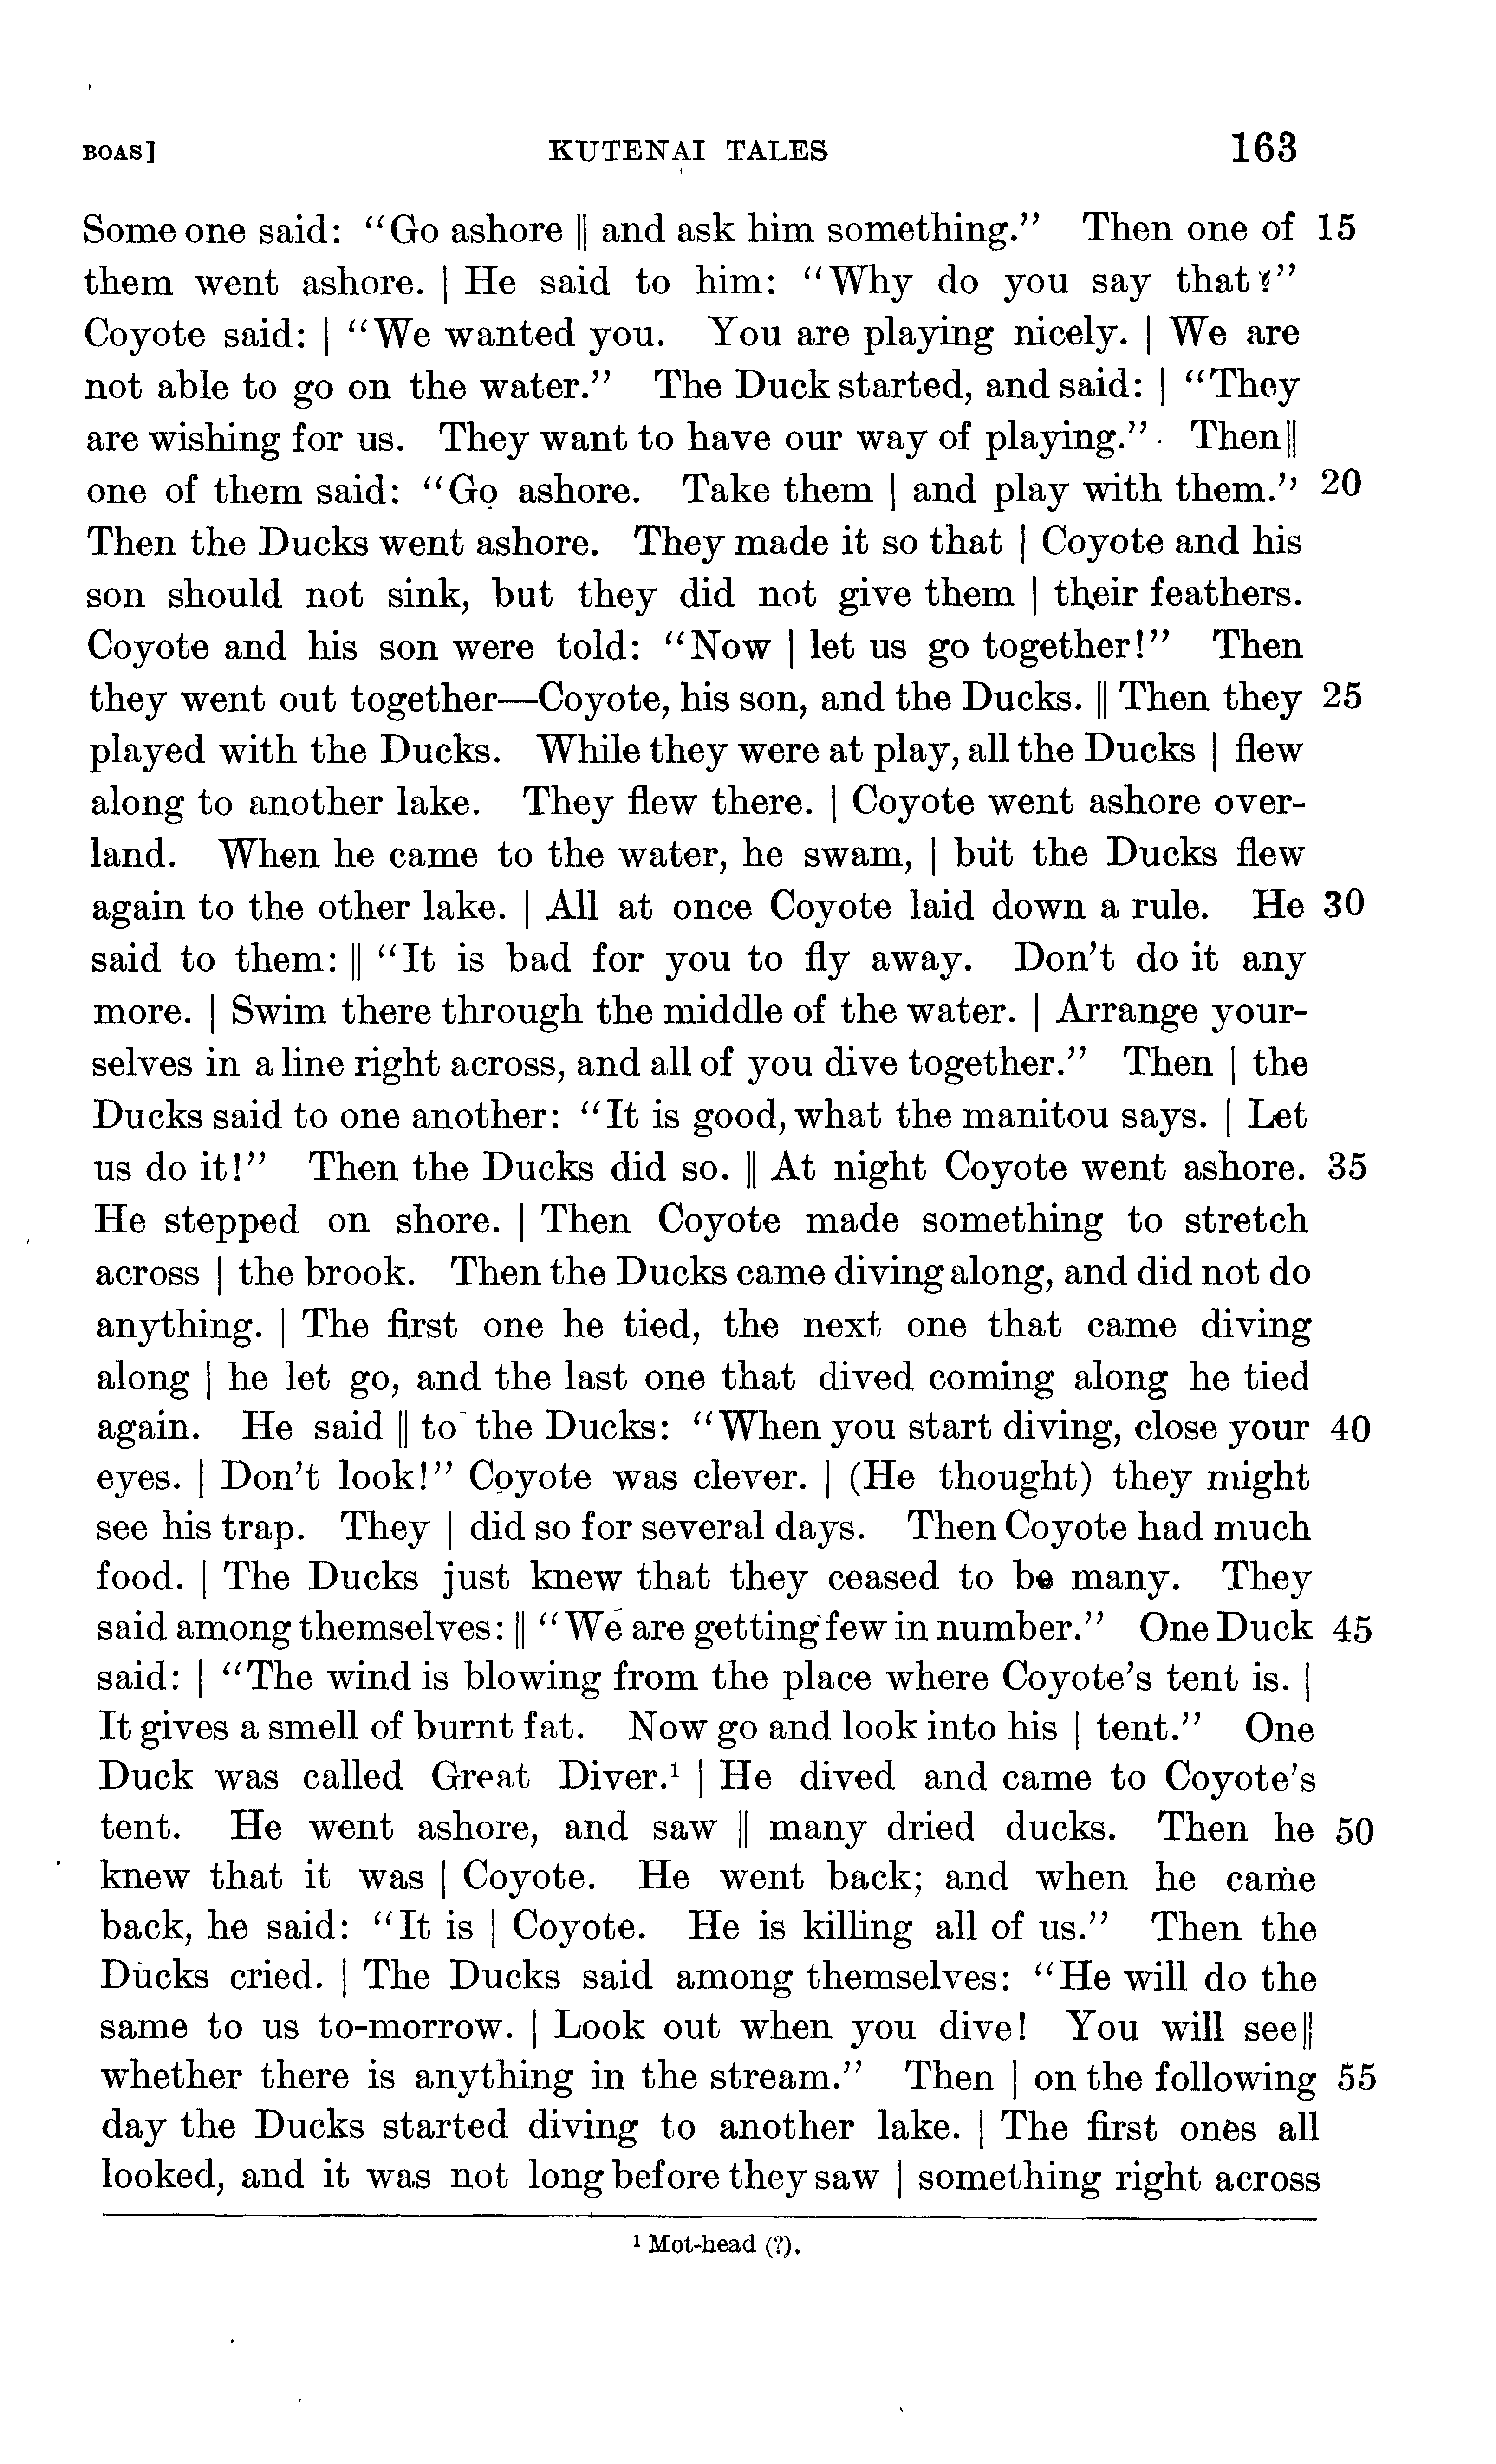 BOAS] KUTENAI TALES 163
Some one said: “Go ashore || and ask him something.” Then one of 15
them went ashore. | He said to him: “Why do you say that?”
Coyote said: | “We wanted you. You are playing nicely. | We are
not able to go on the water.” The Duck started, and said: | “They
are wishing for us. They want to have our way of playing.” Then ||
one of them said: “Go ashore. Take them | and play with them.” 20
Then the Ducks went ashore. They made it so that | Coyote and his
son should not sink, but they did not give them | their feathers.
Coyote and his son were told: “Now | let us go together!” Then
they went out together—Coyote, his son, and the Ducks. || Then they 25
played with the Ducks. While they were at play, all the Ducks | flew
along to another lake. They flew there. | Coyote went ashore over-
land. When he came to the water, he swam, | but the Ducks flew
again to the other lake. | All at once Coyote laid down a rule. He 30
said to them: || “It is bad for you to fly away. Don’t do it any
more. | Swim there through the middle of the water. | Arrange your-
selves in a line right across, and all of you dive together.” Then | the
Ducks said to one another: “It is good, what the manitou says. | Let
us do it!” Then the Ducks did so. || At night Coyote went ashore. 35
He stepped on shore. | Then Coyote made something to stretch
across | the brook. Then the Ducks came diving along, and did not do
anything. | The first one he tied, the next one that came diving
along | he let go, and the last one that dived coming along he tied
again. He said || to the Ducks: “When you start diving, close your 40
eyes. | Don’t look!” Coyote was clever. | (He thought) they might
see his trap. They | did so for several days. Then Coyote had much
food. | The Ducks just knew that they ceased to be many. They
said among themselves: || “We are getting few in number.” One Duck 45
said: | “The wind is blowing from the place where Coyote’s tent is. |
It gives a smell of burnt fat. Now go and look into his | tent.” One
Duck was called Great Diver.¹ | He dived and came to Coyote’s
tent. He went ashore, and saw || many dried ducks. Then he 50
knew that it was | Coyote. He went back; and when he came
back, he said: “It is | Coyote. He is killing all of us.” Then the
Ducks cried. | The Ducks said among themselves: “He will do the
same to us to-morrow. | Look out when you dive! You will see ||
whether there is anything in the stream.” Then | on the following 55
day the Ducks started diving to another lake. | The first ones all
looked, and it was not long before they saw | something right across
¹ Mot-head (?).